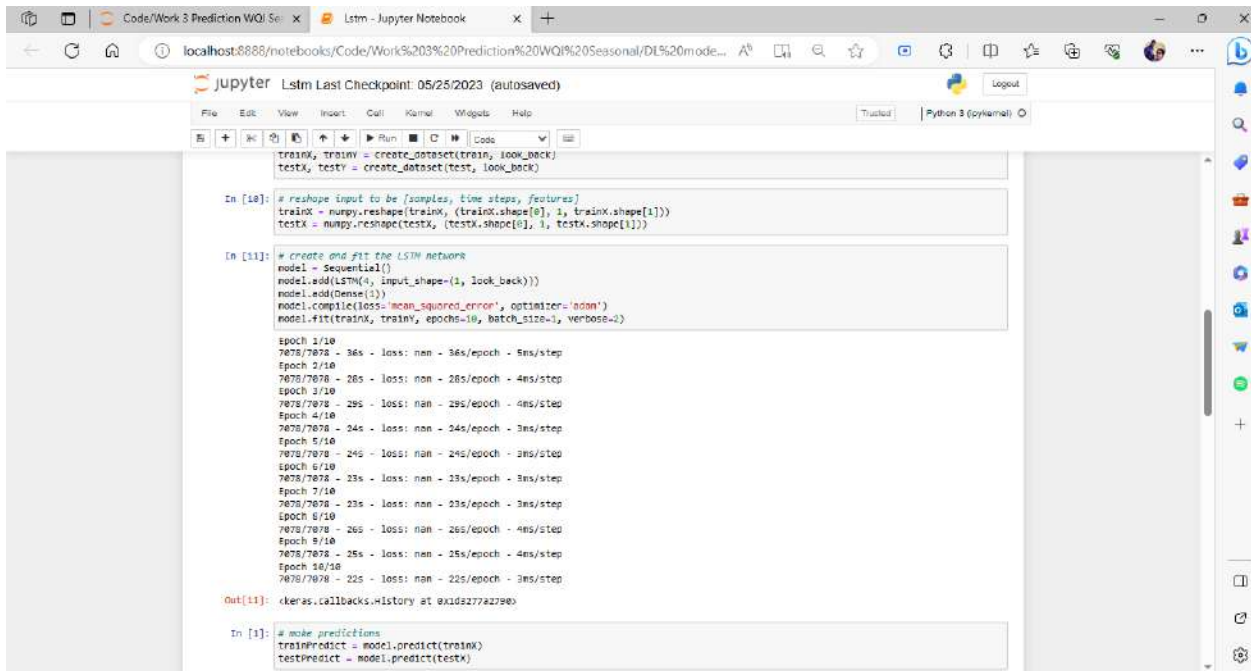 Code/Work 3 Prediction WQI Se
Lstm - Jupyter Notebook
localhost:8888/notebooks/Code/Work%203%20Prediction%20WQI%20Seasonal/DL%20mode...
jupyter Lstm Last Checkpoint: 05/25/2023 (autosaved)
Logout
File Edit View Insert Cell Kernel Widgets Help
Trusted
Python 3 (ipykernel)
Run
Code
trainX, trainY = create_dataset(train, look_back)
testX, testY = create_dataset(test, look_back)
In [10]: # reshape input to be [samples, time steps, features]
trainX = numpy.reshape(trainX, (trainX.shape[0], 1, trainX.shape[1]))
testX = numpy.reshape(testX, (testX.shape[0], 1, testX.shape[1]))
In [11]: # create and fit the LSTM network
model = Sequential()
model.add(LSTM(4, input_shape=(1, look_back)))
model.add(Dense(1))
model.compile(loss='mean_squared_error', optimizer='adam')
model.fit(trainX, trainY, epochs=10, batch_size=1, verbose=2)
Epoch 1/10
7078/7078 - 36s - loss: nan - 36s/epoch - 5ms/step
Epoch 2/10
7078/7078 - 28s - loss: nan - 28s/epoch - 4ms/step
Epoch 3/10
7078/7078 - 29s - loss: nan - 29s/epoch - 4ms/step
Epoch 4/10
7078/7078 - 24s - loss: nan - 24s/epoch - 3ms/step
Epoch 5/10
7078/7078 - 24s - loss: nan - 24s/epoch - 3ms/step
Epoch 6/10
7078/7078 - 23s - loss: nan - 23s/epoch - 3ms/step
Epoch 7/10
7078/7078 - 23s - loss: nan - 23s/epoch - 3ms/step
Epoch 8/10
7078/7078 - 26s - loss: nan - 26s/epoch - 4ms/step
Epoch 9/10
7078/7078 - 25s - loss: nan - 25s/epoch - 4ms/step
Epoch 10/10
7078/7078 - 22s - loss: nan - 22s/epoch - 3ms/step
Out[11]: <keras.callbacks.History at 0x1d3277a2790>
In [1]: # make predictions
trainPredict = model.predict(trainX)
testPredict = model.predict(testX)